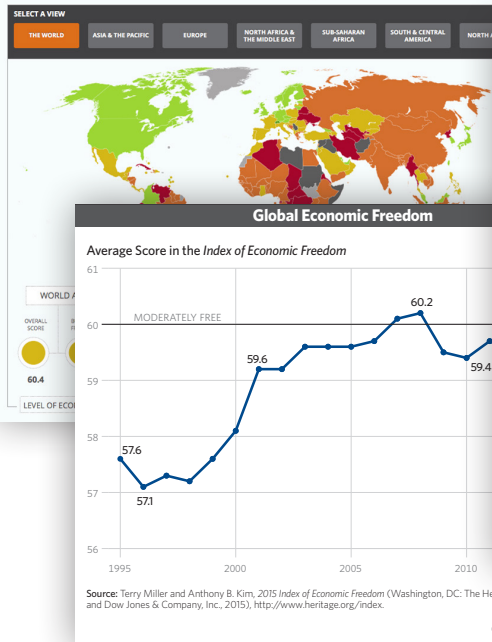 SELECT A VIEW
THE WORLD
ASIA & THE PACIFIC
EUROPE
NORTH AFRICA &
THE MIDDLE EAST
SUB-SAHARAN
AFRICA
SOUTH & CENTRAL
AMERICA
NORTH
WORLD
OVERALL
SCORE
60.4
LEVEL OF
Global Economic Freedom
Average Score in the Index of Economic Freedom
61
60
59
58
57
56
MODERATELY FREE
57.6
57.1
59.6
60.2
59.4
1995
2000
2005
2010
Source: Terry Miller and Anthony B. Kim, 2015 Index of Economic Freedom (Washington, DC: The
and Dow Jones & Company, Inc., 2015), http://www.heritage.org/index.